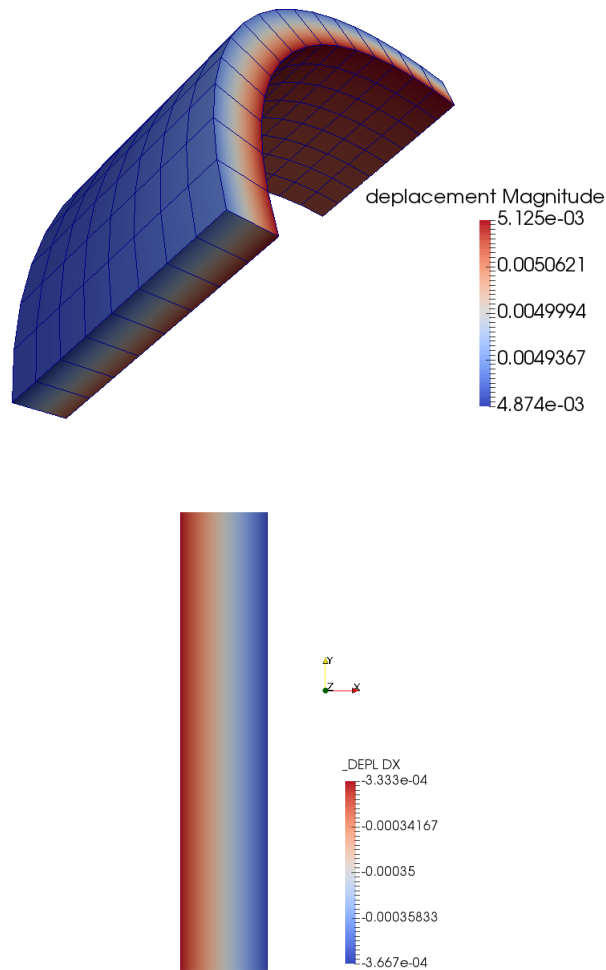 deplacement Magnitude
5.125e-03
0.0050621
0.0049994
0.0049367
4.874e-03
Y
Z X
_DEPL DX
-3.333e-04
-0.00034167
-0.00035
-0.00035833
-3.667e-04